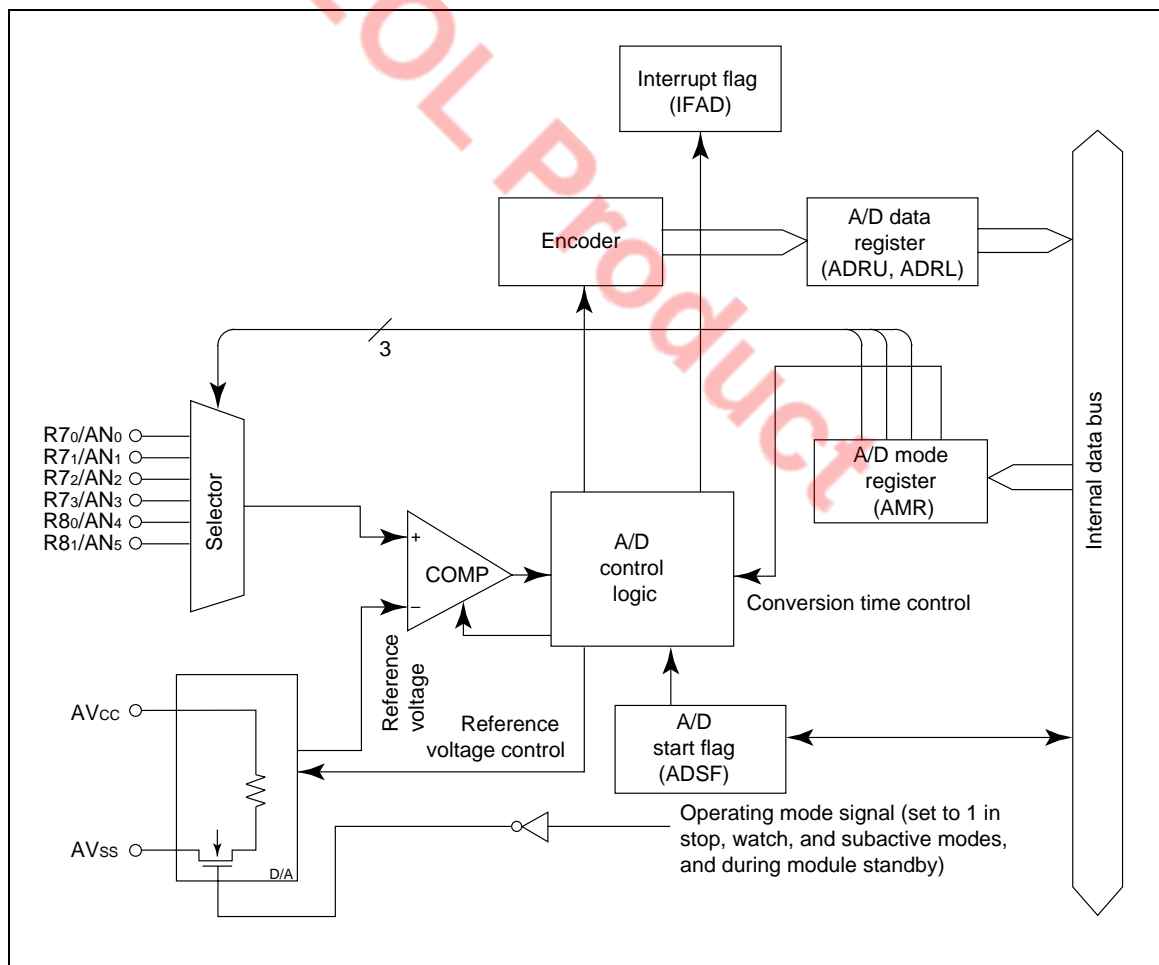 EOL Product
Interrupt flag
(IFAD)
Encoder
A/D data
register
(ADRU, ADRL)
3
R70/AN0
R71/AN1
R72/AN2
R73/AN3
R80/AN4
R81/AN5
Selector
A/D mode
register
(AMR)
Internal data bus
+
COMP
−
A/D
control
logic
Conversion time control
Reference
voltage
AVCC
Reference
voltage control
A/D
start flag
(ADSF)
AVSS
D/A
Operating mode signal (set to 1 in
stop, watch, and subactive modes,
and during module standby)